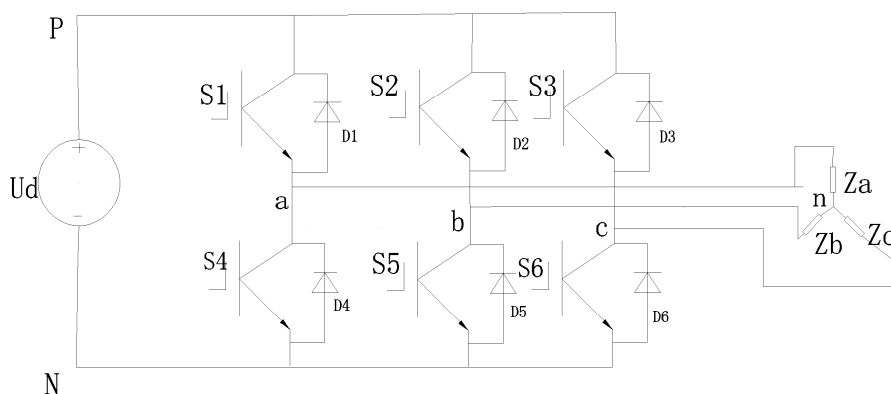 P
S1
S2
S3
D1
D2
D3
+
Ud
−
a
b
c
n
Za
Zb
Zc
S4
S5
S6
D4
D5
D6
N